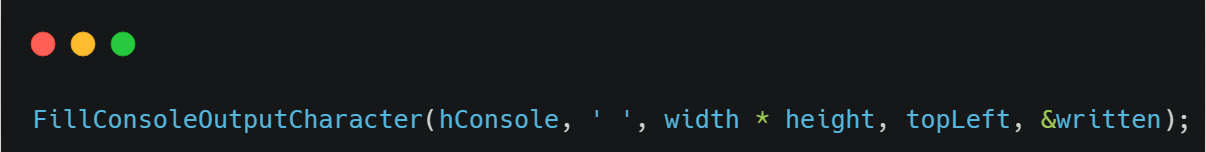 FillConsoleOutputCharacter(hConsole, ' ', width * height, topLeft, &written);